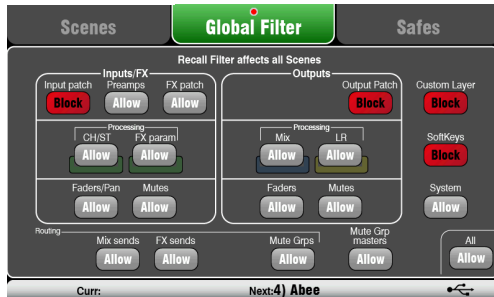 Scenes Global Filter Safes
Recall Filter affects all Scenes
Inputs/FX Outputs
Input patch Preamps FX patch Output Patch Custom Layer
Block Allow Allow Block Block
Processing Processing
CH/ST FX param Mix LR SoftKeys
Allow Allow Allow Allow Block
Faders/Pan Mutes Faders Mutes System
Allow Allow Allow Allow Allow
Routing
Mix sends FX sends Mute Grps Mute Grp masters All
Allow Allow Allow Allow Allow
Curr: Next:4) Abee